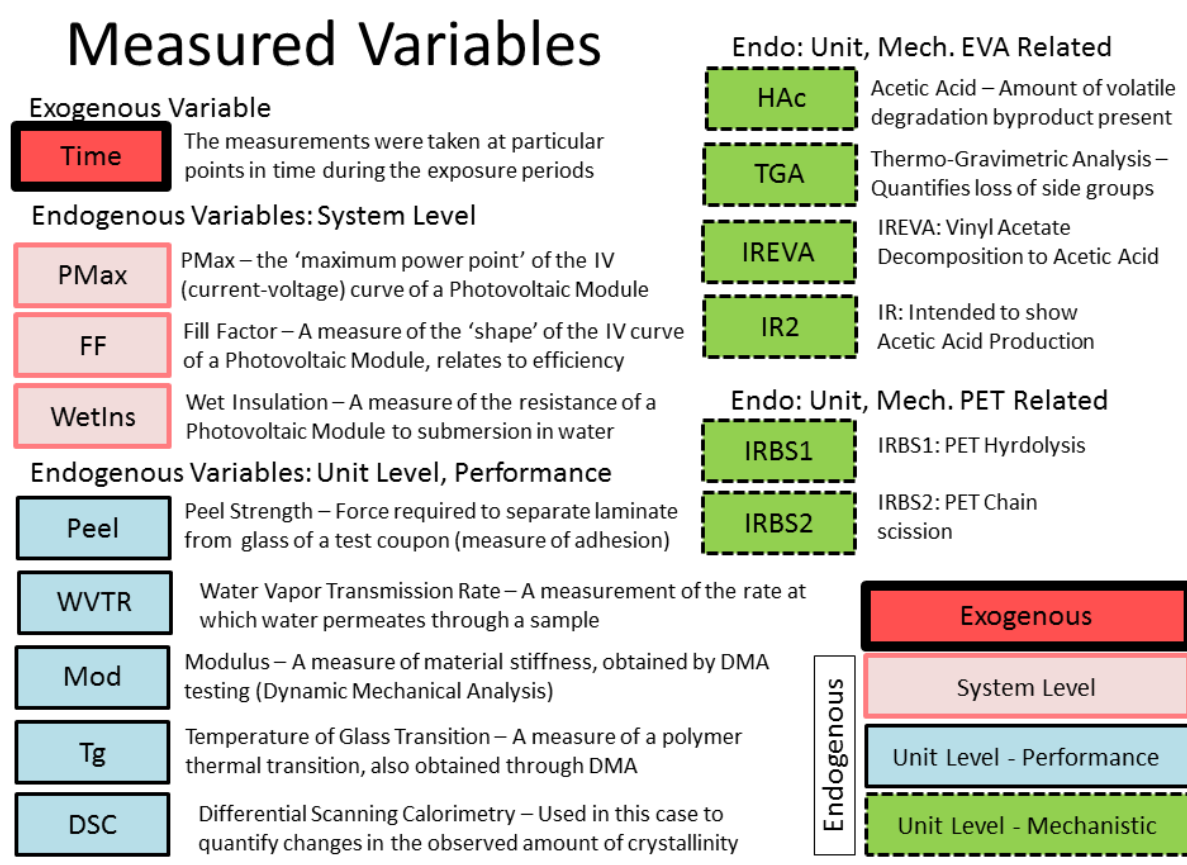 Measured Variables
Exogenous Variable
Time
The measurements were taken at particular
points in time during the exposure periods
Endogenous Variables: System Level
PMax
PMax – the ‘maximum power point’ of the IV
(current-voltage) curve of a Photovoltaic Module
FF
Fill Factor – A measure of the ‘shape’ of the IV curve
of a Photovoltaic Module, relates to efficiency
WetIns
Wet Insulation – A measure of the resistance of a
Photovoltaic Module to submersion in water
Endogenous Variables: Unit Level, Performance
Peel
Peel Strength – Force required to separate laminate
from glass of a test coupon (measure of adhesion)
WVTR
Water Vapor Transmission Rate – A measurement of the rate at
which water permeates through a sample
Mod
Modulus – A measure of material stiffness, obtained by DMA
testing (Dynamic Mechanical Analysis)
Tg
Temperature of Glass Transition – A measure of a polymer
thermal transition, also obtained through DMA
DSC
Differential Scanning Calorimetry – Used in this case to
quantify changes in the observed amount of crystallinity
Endo: Unit, Mech. EVA Related
HAc
Acetic Acid – Amount of volatile
degradation byproduct present
TGA
Thermo-Gravimetric Analysis –
Quantifies loss of side groups
IREVA
IREVA: Vinyl Acetate
Decomposition to Acetic Acid
IR2
IR: Intended to show
Acetic Acid Production
Endo: Unit, Mech. PET Related
IRBS1
IRBS1: PET Hyrdolysis
IRBS2
IRBS2: PET Chain
scission
Exogenous
Endogenous
System Level
Unit Level - Performance
Unit Level - Mechanistic